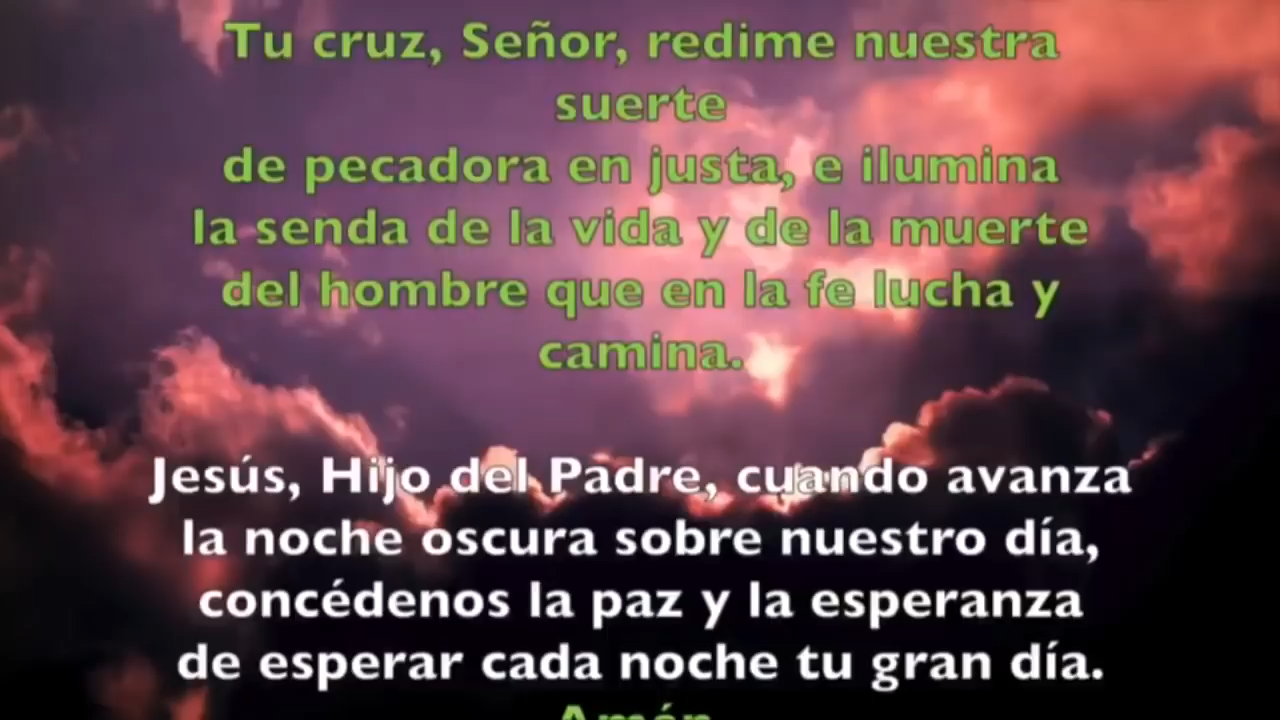 Tu cruz, Señor, redime nuestra
suerte
de pecadora en justa, e ilumina
la senda de la vida y de la muerte
del hombre que en la fe lucha y
camina.
Jesús, Hijo del Padre, cuando avanza
la noche oscura sobre nuestro día,
concédenos la paz y la esperanza
de esperar cada noche tu gran día.
Amén